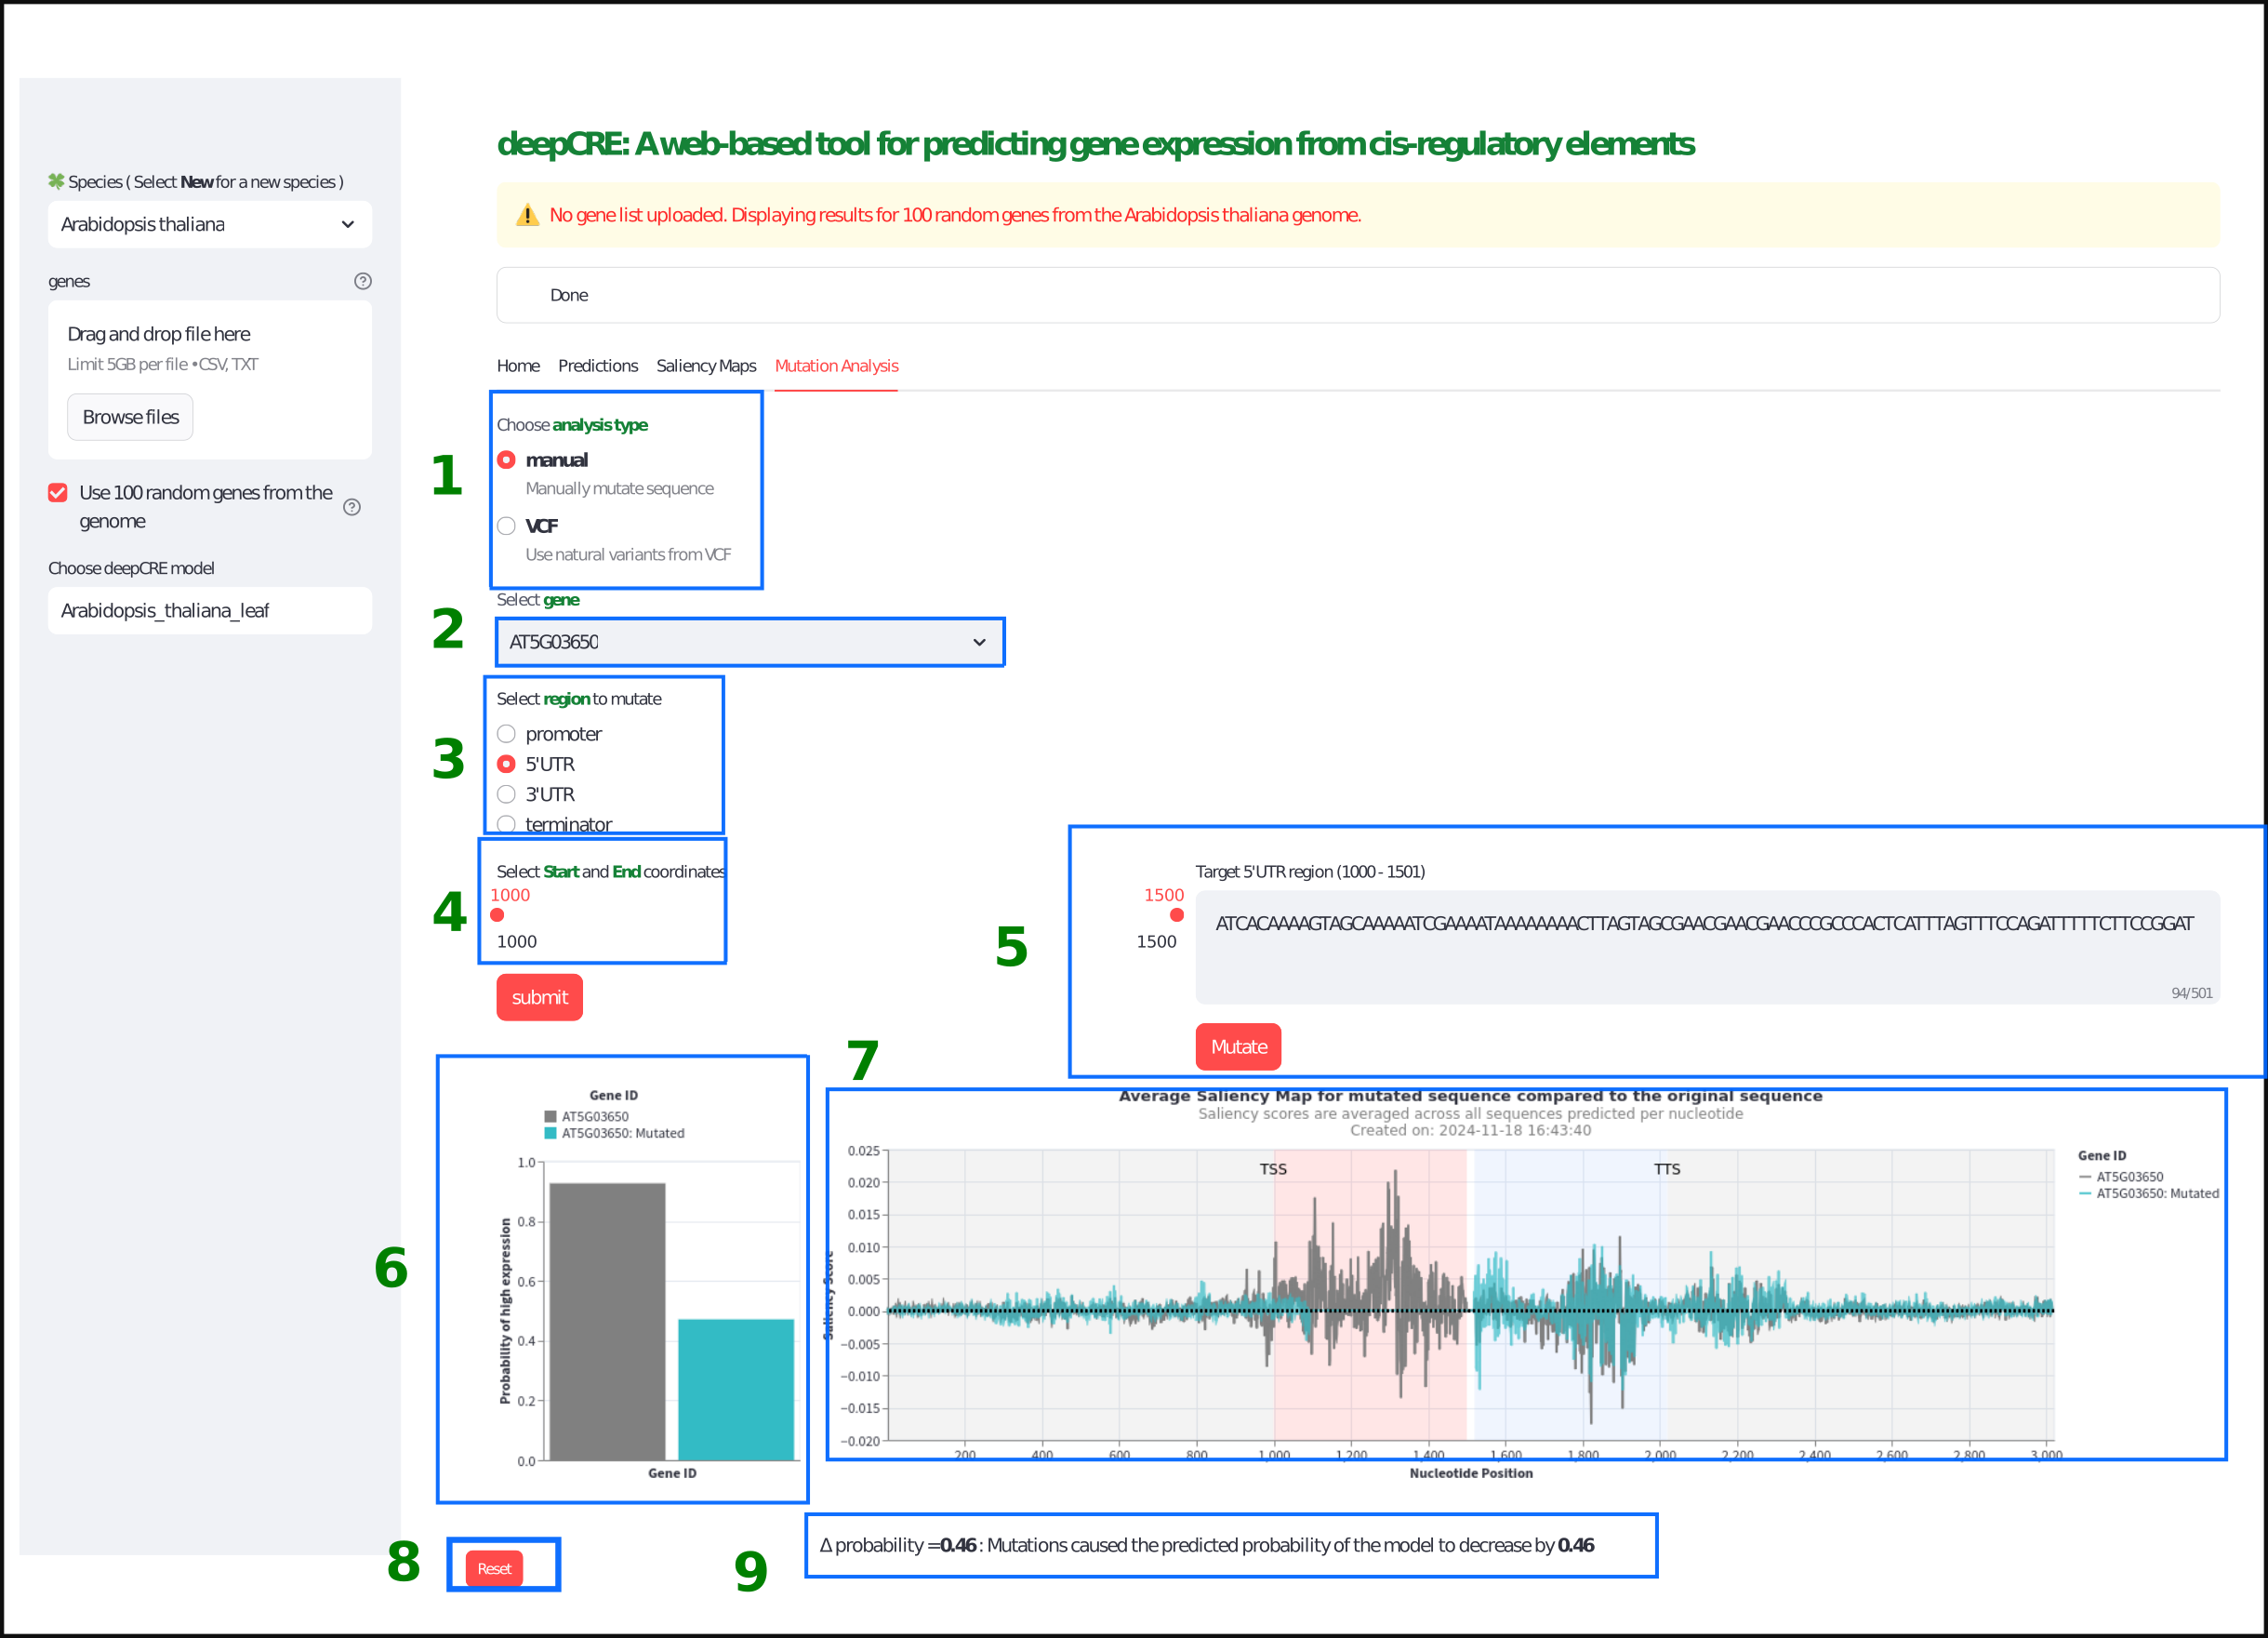 deepCRE: A web-based tool for predicting gene expression from cis-regulatory elements
Species ( Select New for a new species )
Arabidopsis thaliana
genes
Drag and drop file here
Limit 5GB per file • CSV, TXT
Browse files
Use 100 random genes from the
genome
Choose deepCRE model
Arabidopsis_thaliana_leaf
No gene list uploaded. Displaying results for 100 random genes from the Arabidopsis thaliana genome.
Done
Home Predictions Saliency Maps Mutation Analysis
1
Choose analysis type
manual
Manually mutate sequence
VCF
Use natural variants from VCF
2
Select gene
AT5G03650
3
Select region to mutate
promoter
5'UTR
3'UTR
terminator
4
Select Start and End coordinates
1000
1000
1500
1500
submit
5
Target 5'UTR region (1000 - 1501)
ATCACAAAAGTAGCAAAAATCGAAAATAAAAAAAACTTAGTAGCGAACGAACGAACCCGCCCACTCATTTAGTTTCCAGATTTTTCTTCCGGAT
94/501
Mutate
6
Gene ID
AT5G03650
AT5G03650: Mutated
Probability of high expression
1.0
0.8
0.6
0.4
0.2
0.0
Gene ID
7
Average Saliency Map for mutated sequence compared to the original sequence
Saliency scores are averaged across all sequences predicted per nucleotide
Created on: 2024-11-18 16:43:40
Saliency Score
0.025
0.020
0.015
0.010
0.005
0.000
−0.005
−0.010
−0.015
−0.020
TSS TTS
200 400 600 800 1,000 1,200 1,400 1,600 1,800 2,000 2,200 2,400 2,600 2,800 3,000
Nucleotide Position
Gene ID
AT5G03650
AT5G03650: Mutated
8
Reset
9
Δ probability = 0.46 : Mutations caused the predicted probability of the model to decrease by 0.46